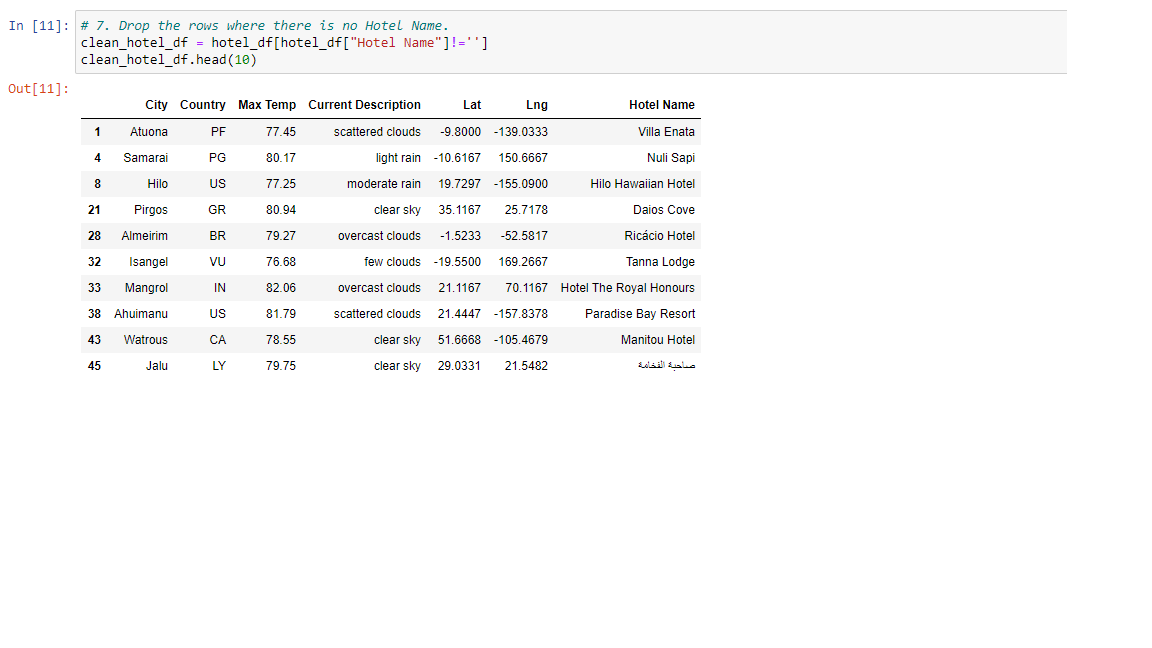 In [11]: # 7. Drop the rows where there is no Hotel Name.
clean_hotel_df = hotel_df[hotel_df["Hotel Name"]!='']
clean_hotel_df.head(10)
Out[11]:
City Country Max Temp Current Description Lat Lng Hotel Name
1 Atuona PF 77.45 scattered clouds -9.8000 -139.0333 Villa Enata
4 Samarai PG 80.17 light rain -10.6167 150.6667 Nuli Sapi
8 Hilo US 77.25 moderate rain 19.7297 -155.0900 Hilo Hawaiian Hotel
21 Pirgos GR 80.94 clear sky 35.1167 25.7178 Daios Cove
28 Almeirim BR 79.27 overcast clouds -1.5233 -52.5817 Ricácio Hotel
32 Isangel VU 76.68 few clouds -19.5500 169.2667 Tanna Lodge
33 Mangrol IN 82.06 overcast clouds 21.1167 70.1167 Hotel The Royal Honours
38 Ahuimanu US 81.79 scattered clouds 21.4447 -157.8378 Paradise Bay Resort
43 Watrous CA 78.55 clear sky 51.6668 -105.4679 Manitou Hotel
45 Jalu LY 79.75 clear sky 29.0331 21.5482 صاحبة الفخامة